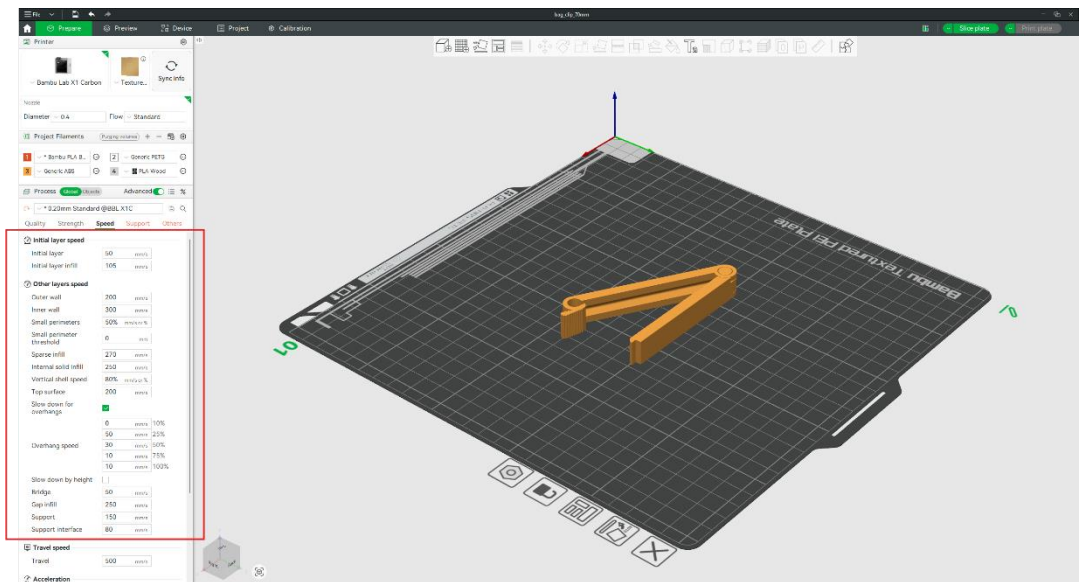 File
bag_clip_70mm
Prepare Preview Device Project Calibration Slice plate Print plate
Printer
Bambu Lab X1 Carbon Texture... Sync info
Nozzle
Diameter 0.4 Flow Standard
Project Filaments Purging volumes
1 * Bambu PLA B... 2 Generic PETG
3 Generic ABS 4 PLA Wood
Process Global Objects Advanced
* 0.20mm Standard @BBL X1C
Quality Strength Speed Support Others
Initial layer speed
Initial layer 50 mm/s
Initial layer infill 105 mm/s
Other layers speed
Outer wall 200 mm/s
Inner wall 300 mm/s
Small perimeters 50% mm/s or %
Small perimeter
threshold 0 mm
Sparse infill 270 mm/s
Internal solid infill 250 mm/s
Vertical shell speed 80% mm/s or %
Top surface 200 mm/s
Slow down for
overhangs
0 mm/s 10%
50 mm/s 25%
Overhang speed 30 mm/s 50%
10 mm/s 75%
10 mm/s 100%
Slow down by height
Bridge 50 mm/s
Gap infill 250 mm/s
Support 150 mm/s
Support interface 80 mm/s
Travel speed
Travel 500 mm/s
Acceleration
Bambu Textured PEI Plate
01